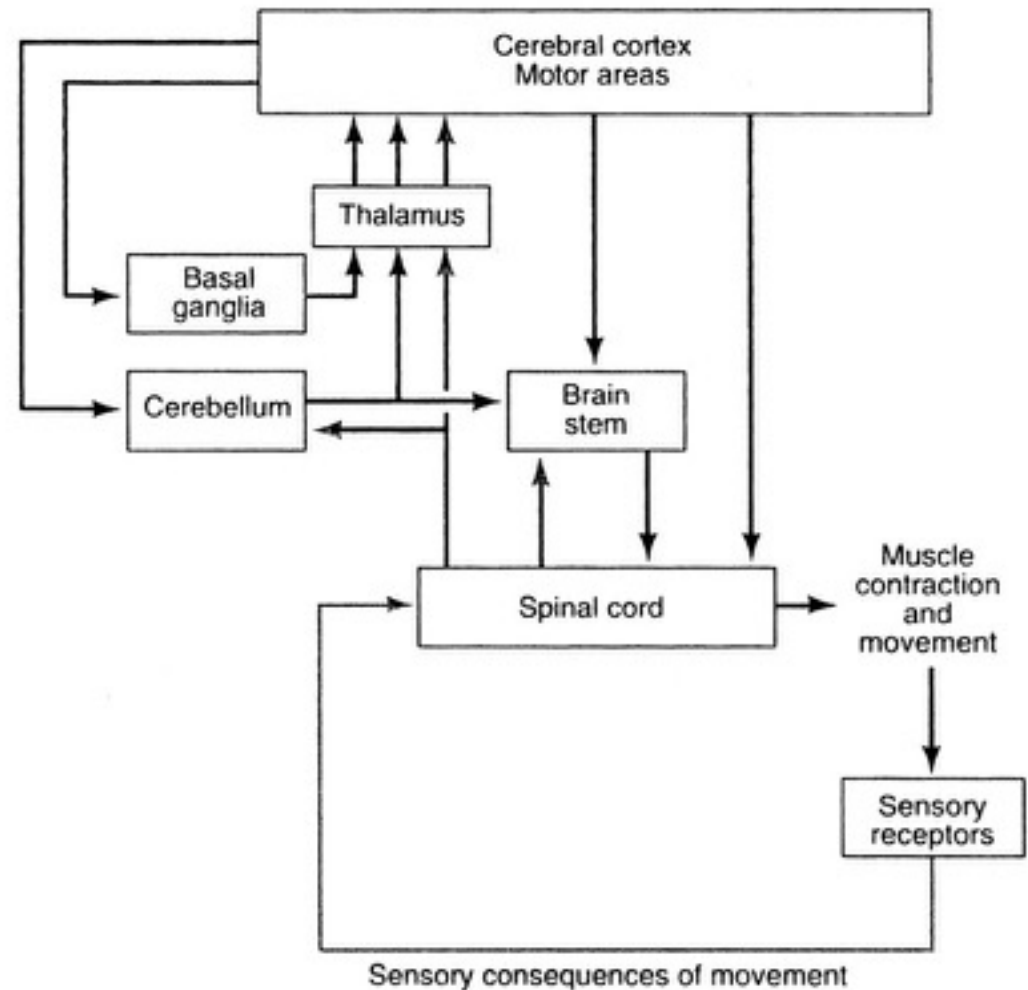 Cerebral cortex
Motor areas
Thalamus
Basal
ganglia
Cerebellum
Brain
stem
Spinal cord
Muscle
contraction
and
movement
Sensory
receptors
Sensory consequences of movement